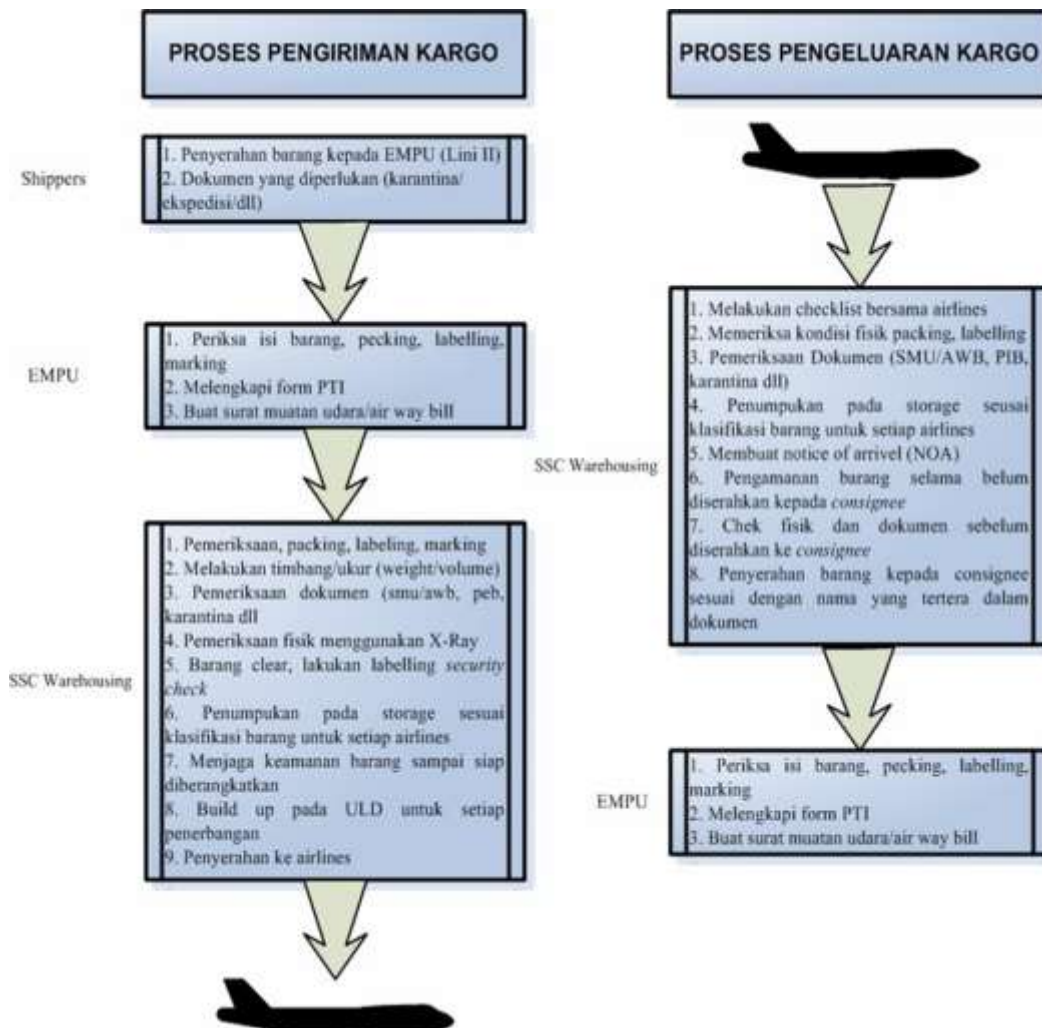 PROSES PENGIRIMAN KARGO
Shippers
1. Penyerahan barang kepada EMPU (Lini II)
2. Dokumen yang diperlukan (karantina/
ekspedisi/dll)
EMPU
1. Periksa isi barang, pecking, labelling,
marking
2. Melengkapi form PTI
3. Buat surat muatan udara/air way bill
SSC Warehousing
1. Pemeriksaan, packing, labeling, marking
2. Melakukan timbang/ukur (weight/volume)
3. Pemeriksaan dokumen (smu/awb, peb,
karantina dll
4. Pemeriksaan fisik menggunakan X-Ray
5. Barang clear, lakukan labelling security
check
6. Penumpukan pada storage sesuai
klasifikasi barang untuk setiap airlines
7. Menjaga keamanan barang sampai siap
diberangkatkan
8. Build up pada ULD untuk setiap
penerbangan
9. Penyerahan ke airlines
PROSES PENGELUARAN KARGO
SSC Warehousing
1. Melakukan checklist bersama airlines
2. Memeriksa kondisi fisik packing, labelling
3. Pemeriksaan Dokumen (SMU/AWB, PIB,
karantina dll)
4. Penumpukan pada storage seusai
klasifikasi barang untuk setiap airlines
5. Membuat notice of arrivel (NOA)
6. Pengamanan barang selama belum
diserahkan kepada consignee
7. Chek fisik dan dokumen sebelum
diserahkan ke consignee
8. Penyerahan barang kepada consignee
sesuai dengan nama yang tertera dalam
dokumen
EMPU
1. Periksa isi barang, pecking, labelling,
marking
2. Melengkapi form PTI
3. Buat surat muatan udara/air way bill